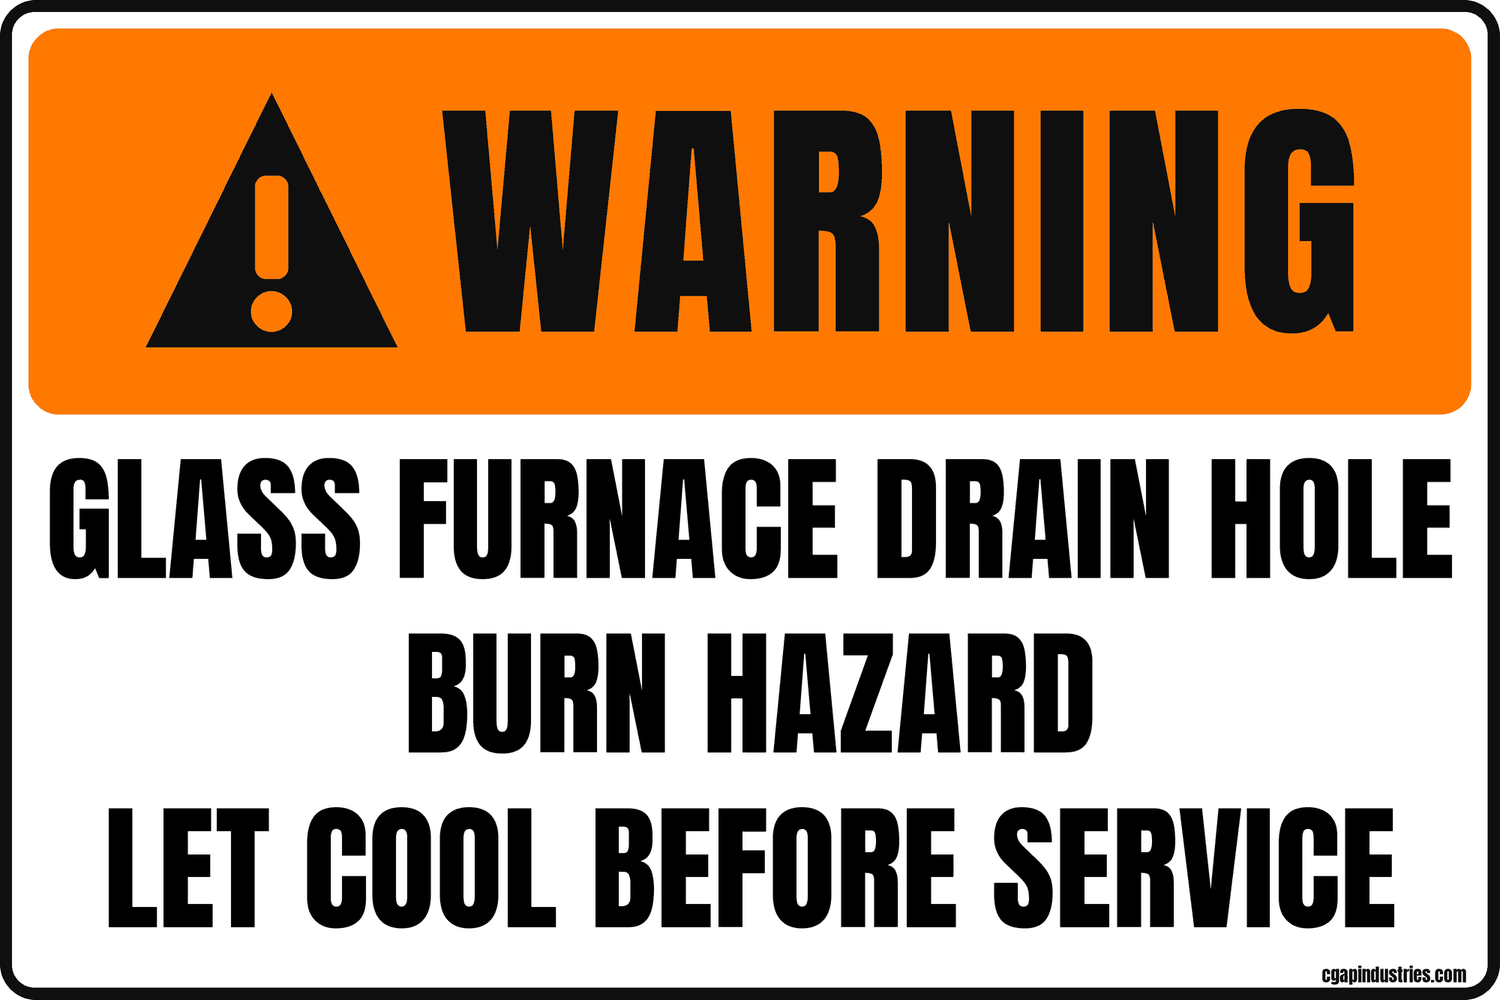 WARNING
GLASS FURNACE DRAIN HOLE
BURN HAZARD
LET COOL BEFORE SERVICE
cgapindustries.com